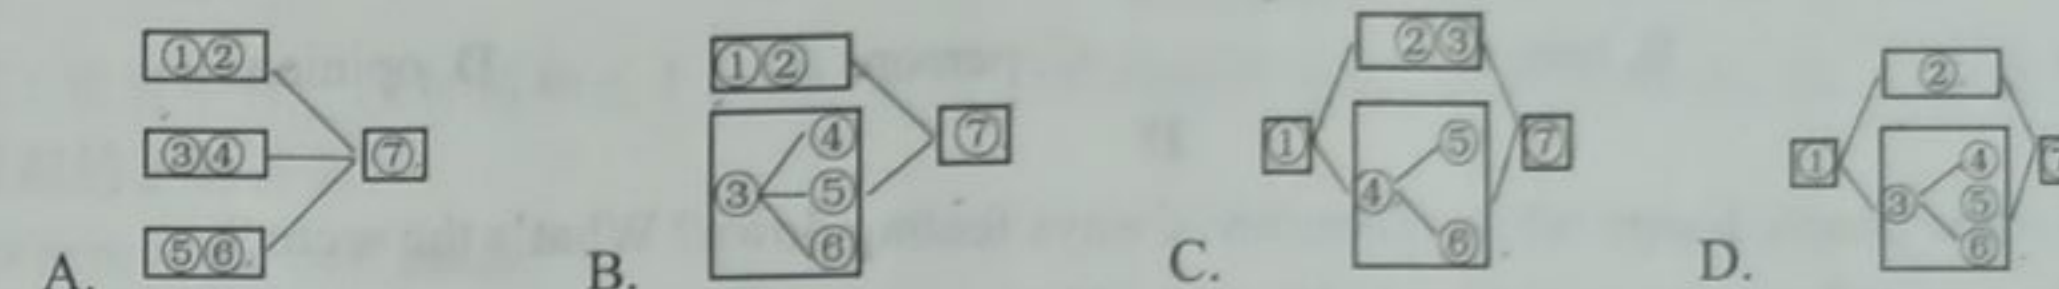 A. ①② ③④ ⑤⑥ ⑦
B. ①② ③ ④ ⑤ ⑥ ⑦
C. ① ②③ ④ ⑤ ⑥ ⑦
D. ① ② ③ ④ ⑤ ⑥